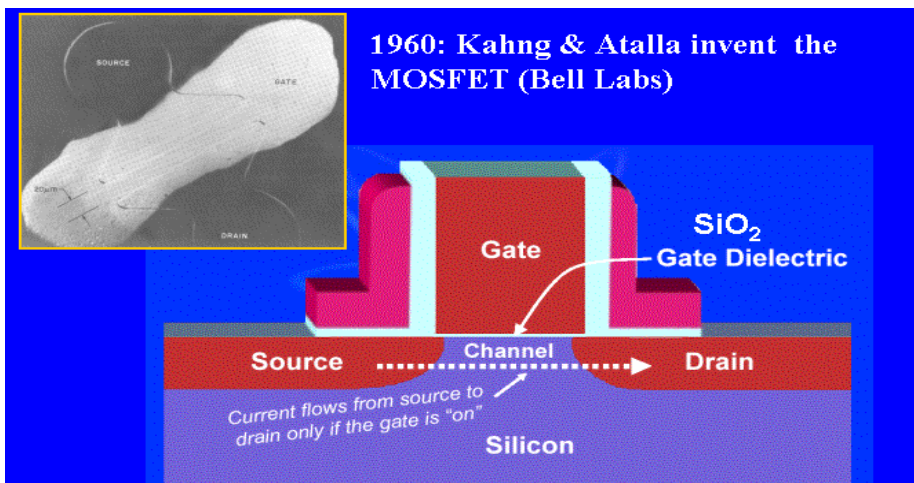 1960: Kahng & Atalla invent the
MOSFET (Bell Labs)
SOURCE
GATE
20μm
DRAIN
SiO₂
Gate
Gate Dielectric
Source
Channel
Drain
Current flows from source to
drain only if the gate is “on”
Silicon